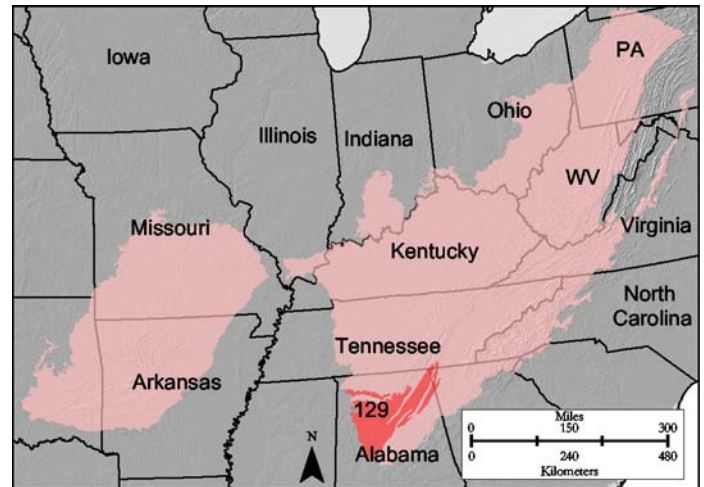 PA
Iowa
Ohio
Illinois
Indiana
WV
Missouri
Virginia
Kentucky
North
Carolina
Tennessee
Arkansas
129
Alabama
N
Miles
0 150 300
0 240 480
Kilometers